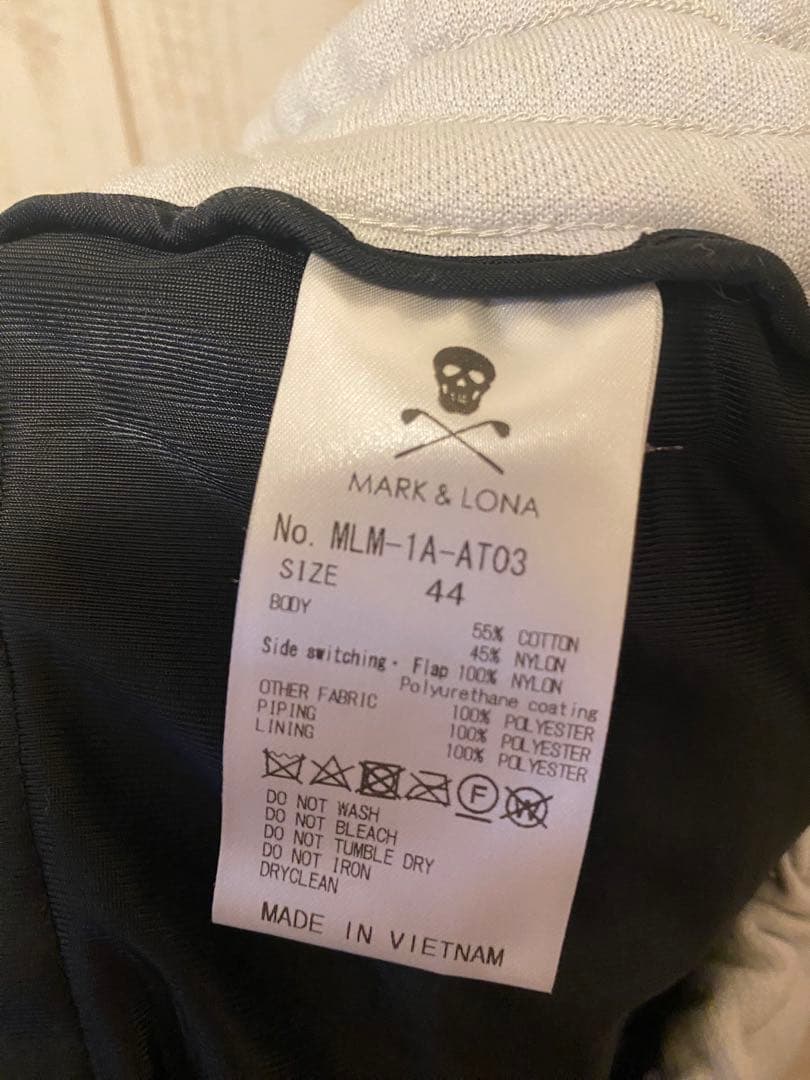 MARK & LONA
No. MLM-1A-AT03
SIZE 44
BODY 55% COTTON
45% NYLON
Side switching・Flap 100% NYLON
Polyurethane coating
OTHER FABRIC 100% POLYESTER
PIPING 100% POLYESTER
LINING 100% POLYESTER
F W
DO NOT WASH
DO NOT BLEACH
DO NOT TUMBLE DRY
DO NOT IRON
DRYCLEAN
MADE IN VIETNAM